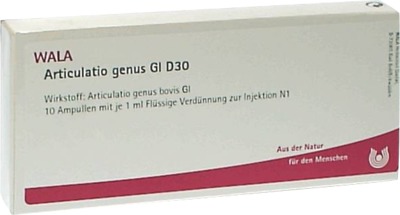 WALA
Articulatio genus Gl D30
Wirkstoff: Articulatio genus bovis Gl
10 Ampullen mit je 1 ml Flüssige Verdünnung zur Injektion N1
Aus der Natur
für den Menschen